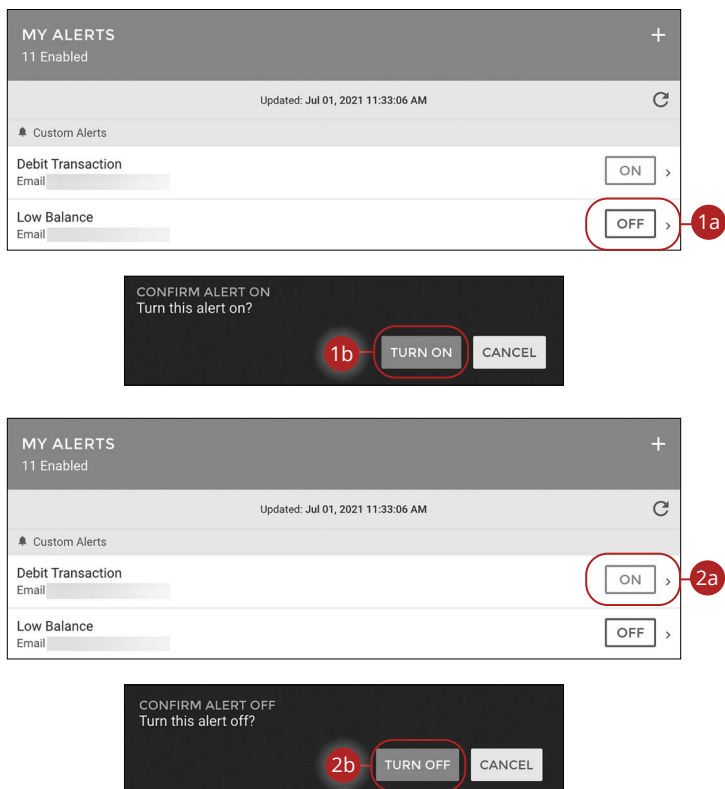 MY ALERTS
+
11 Enabled
Updated: Jul 01, 2021 11:33:06 AM
Custom Alerts
Debit Transaction
Email
ON >
Low Balance
Email
OFF >
1a
CONFIRM ALERT ON
Turn this alert on?
1b
TURN ON
CANCEL
MY ALERTS
+
11 Enabled
Updated: Jul 01, 2021 11:33:06 AM
Custom Alerts
Debit Transaction
Email
ON >
2a
Low Balance
Email
OFF >
CONFIRM ALERT OFF
Turn this alert off?
2b
TURN OFF
CANCEL